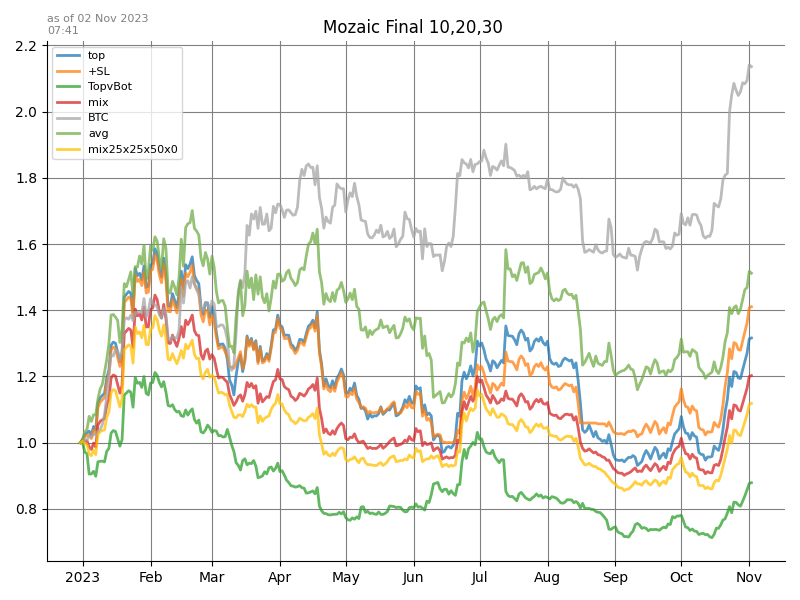 as of 02 Nov 2023
07:41
Mozaic Final 10,20,30
2.2
2.0
1.8
1.6
1.4
1.2
1.0
0.8
top
+SL
TopvBot
mix
BTC
avg
mix25x25x50x0
2023 Feb Mar Apr May Jun Jul Aug Sep Oct Nov